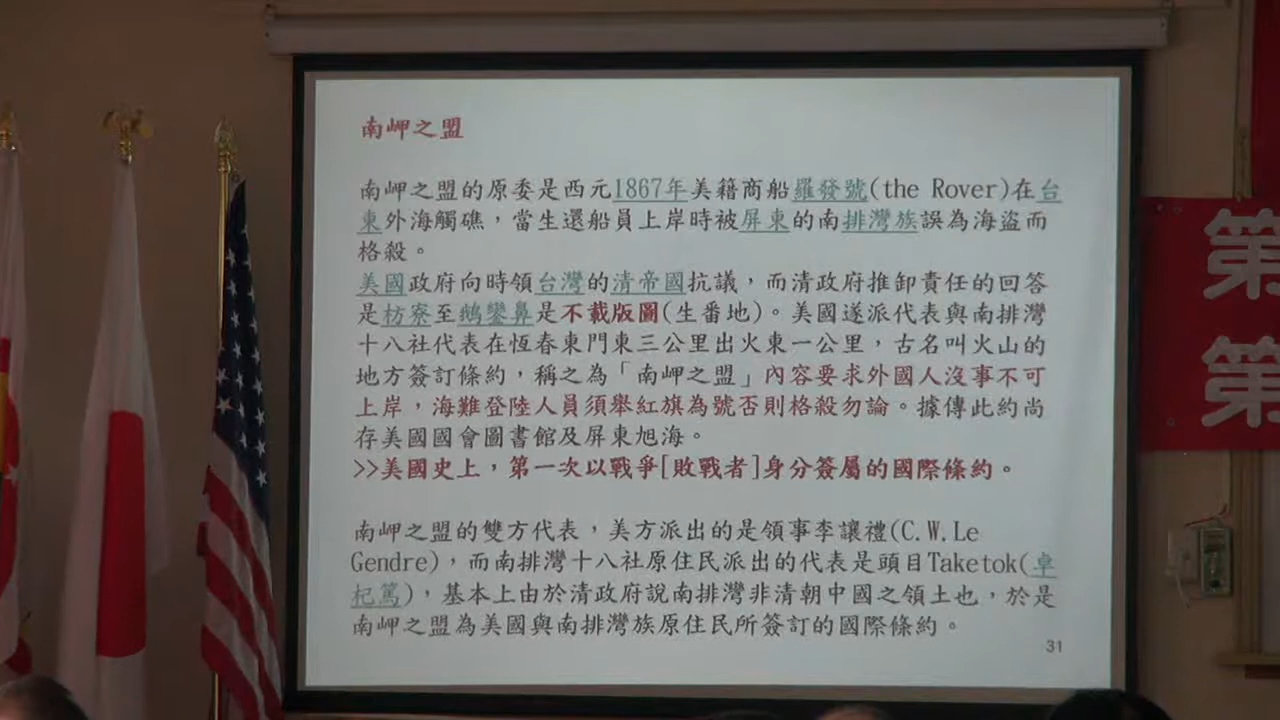 南岬之盟
南岬之盟的原委是西元1867年美籍商船羅發號(the Rover)在台
東外海觸礁，當生還船員上岸時被屏東的南排灣族誤為海盜而
格殺。
美國政府向時領台灣的清帝國抗議，而清政府推卸責任的回答
是枋寮至鵝鑾鼻是不載版圖(生番地)。美國遂派代表與南排灣
十八社代表在恆春東門東三公里出火東一公里，古名叫火山的
地方簽訂條約，稱之為「南岬之盟」內容要求外國人沒事不可
上岸，海難登陸人員須舉紅旗為號否則格殺勿論。據傳此約尚
存美國國會圖書館及屏東旭海。
>>美國史上，第一次以戰爭[敗戰者]身分簽屬的國際條約。
南岬之盟的雙方代表，美方派出的是領事李讓禮(C.W.Le
Gendre)，而南排灣十八社原住民派出的代表是頭目Taketok(卓
杞篤)，基本上由於清政府說南排灣非清朝中國之領土也，於是
南岬之盟為美國與南排灣族原住民所簽訂的國際條約。
31
第
第